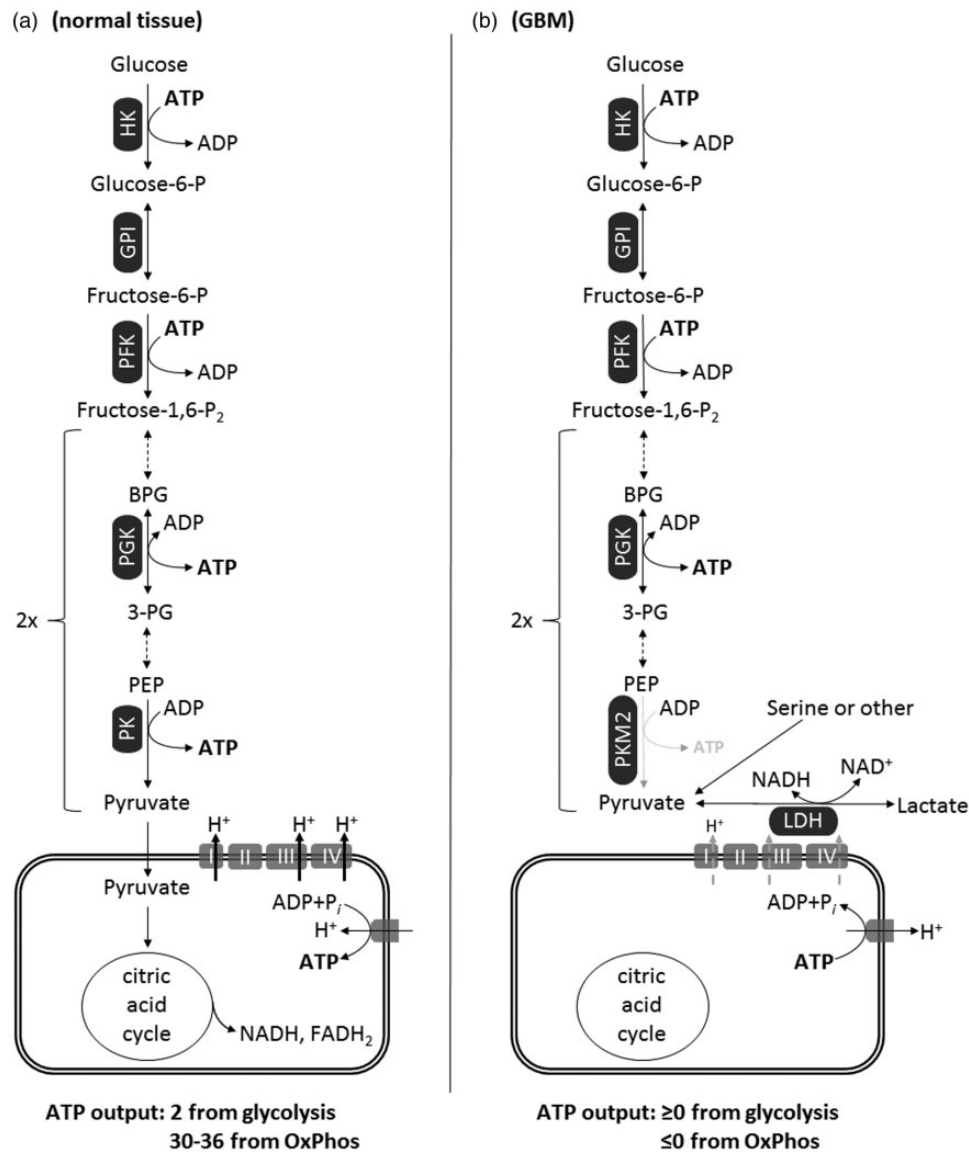 (a) (normal tissue)
Glucose
HK
ATP
ADP
Glucose-6-P
GPI
Fructose-6-P
PFK
ATP
ADP
Fructose-1,6-P₂
2x
BPG
PGK
ADP
ATP
3-PG
PEP
PK
ADP
ATP
Pyruvate
H⁺ H⁺ H⁺
I II III IV
Pyruvate
ADP+Pᵢ
H⁺
ATP
citric
acid
cycle
NADH, FADH₂
ATP output: 2 from glycolysis
30-36 from OxPhos
(b) (GBM)
Glucose
HK
ATP
ADP
Glucose-6-P
GPI
Fructose-6-P
PFK
ATP
ADP
Fructose-1,6-P₂
2x
BPG
PGK
ADP
ATP
3-PG
PEP
PKM2
ADP
ATP
Serine or other
NADH NAD⁺
Pyruvate Lactate
LDH
H⁺
I II III IV
ADP+Pᵢ
H⁺
ATP
citric
acid
cycle
ATP output: ≥0 from glycolysis
≤0 from OxPhos